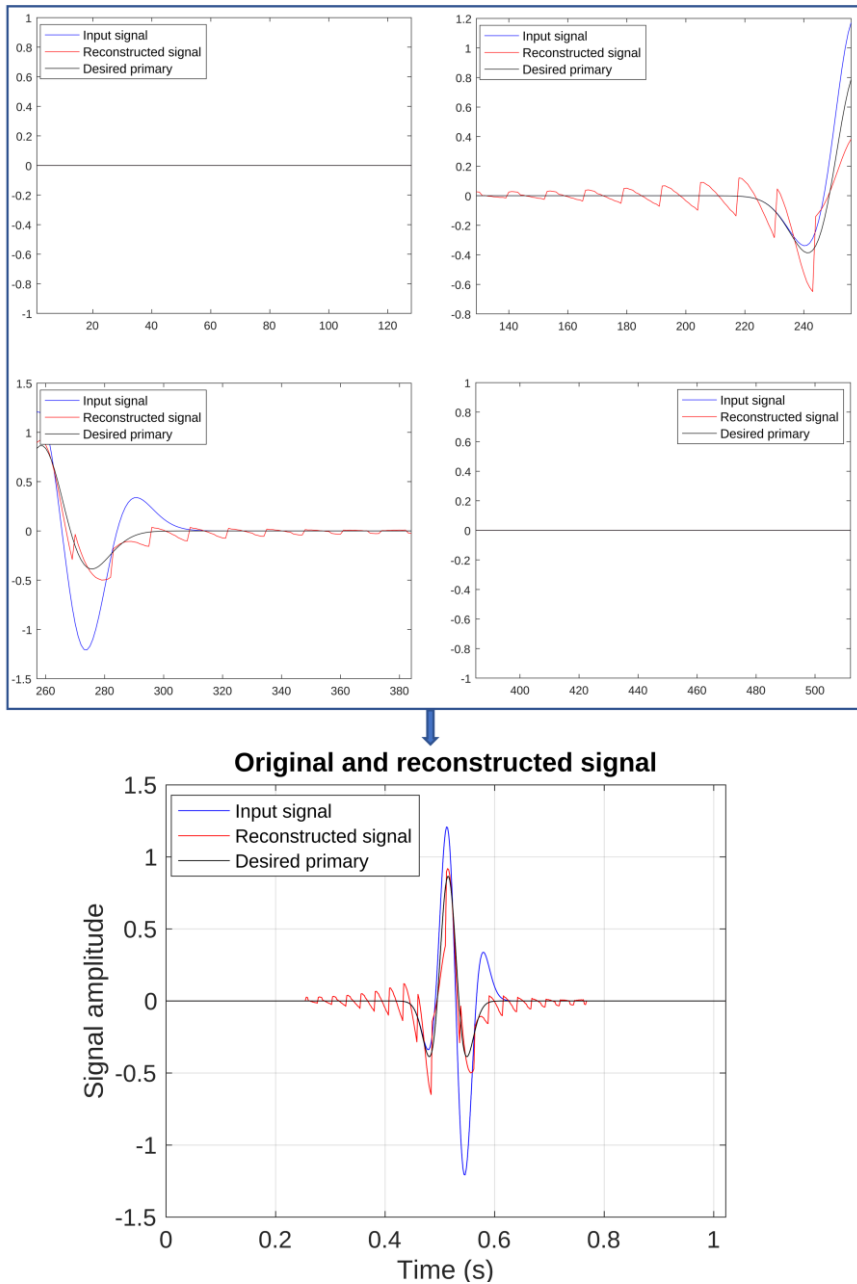 1
0.8
0.6
0.4
0.2
0
-0.2
-0.4
-0.6
-0.8
-1
Input signal
Reconstructed signal
Desired primary
20 40 60 80 100 120
1.2
1
0.8
0.6
0.4
0.2
0
-0.2
-0.4
-0.6
-0.8
Input signal
Reconstructed signal
Desired primary
140 160 180 200 220 240
1.5
1
0.5
0
-0.5
-1
-1.5
Input signal
Reconstructed signal
Desired primary
260 280 300 320 340 360 380
1
0.8
0.6
0.4
0.2
0
-0.2
-0.4
-0.6
-0.8
-1
Input signal
Reconstructed signal
Desired primary
400 420 440 460 480 500
Original and reconstructed signal
Signal amplitude
1.5
1
0.5
0
-0.5
-1
-1.5
Input signal
Reconstructed signal
Desired primary
0 0.2 0.4 0.6 0.8 1
Time (s)